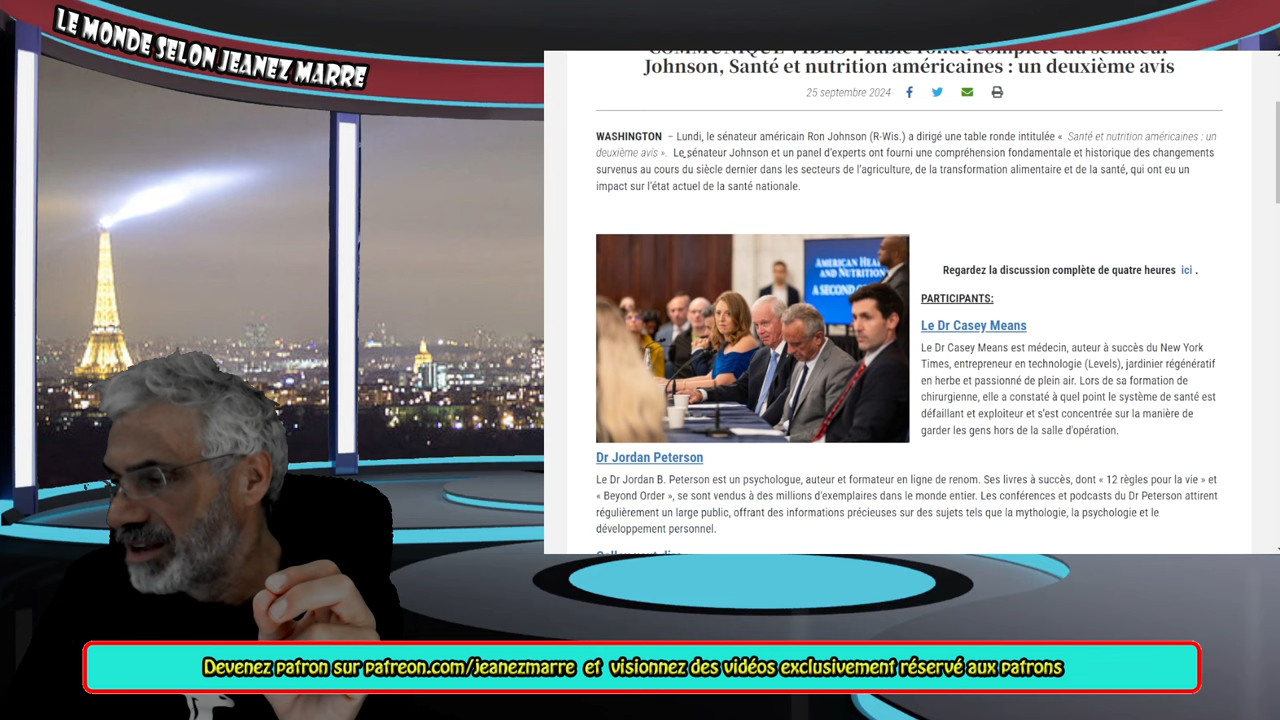 LE MONDE SELON JEANEZ MARRE
COMMUNIQUÉ VIDÉO : Table ronde complète du sénateur
Johnson, Santé et nutrition américaines : un deuxième avis
25 septembre 2024
WASHINGTON – Lundi, le sénateur américain Ron Johnson (R-Wis.) a dirigé une table ronde intitulée « Santé et nutrition américaines : un
deuxième avis ». Le sénateur Johnson et un panel d'experts ont fourni une compréhension fondamentale et historique des changements
survenus au cours du siècle dernier dans les secteurs de l'agriculture, de la transformation alimentaire et de la santé, qui ont eu un
impact sur l'état actuel de la santé nationale.
AMERICAN HEA
AND NUTRITION
A SECOND O
Regardez la discussion complète de quatre heures ici .
PARTICIPANTS:
Le Dr Casey Means
Le Dr Casey Means est médecin, auteur à succès du New York
Times, entrepreneur en technologie (Levels), jardinier régénératif
en herbe et passionné de plein air. Lors de sa formation de
chirurgienne, elle a constaté à quel point le système de santé est
défaillant et exploiteur et s'est concentrée sur la manière de
garder les gens hors de la salle d'opération.
Dr Jordan Peterson
Le Dr Jordan B. Peterson est un psychologue, auteur et formateur en ligne de renom. Ses livres à succès, dont « 12 règles pour la vie » et
« Beyond Order », se sont vendus à des millions d'exemplaires dans le monde entier. Les conférences et podcasts du Dr Peterson attirent
régulièrement un large public, offrant des informations précieuses sur des sujets tels que la mythologie, la psychologie et le
développement personnel.
Devenez patron sur patreon.com/jeanezmarre et visionnez des vidéos exclusivement réservé aux patrons